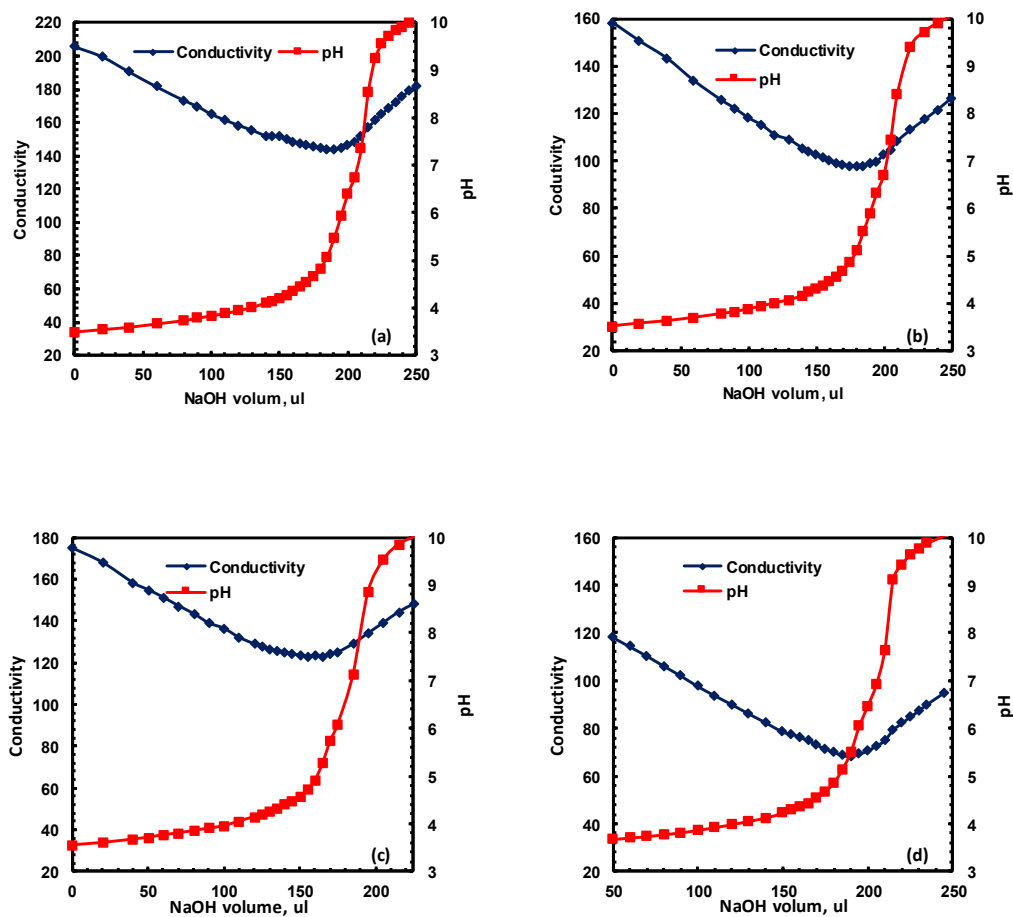 220
200
180
160
140
120
100
80
60
40
20
Conductivity
Conductivity pH
10
9
8
7
6
5
4
3
pH
(a)
0 50 100 150 200 250
NaOH volum, ul
160
140
120
100
80
60
40
20
Codutivity
Conductivity
pH
10
9
8
7
6
5
4
3
pH
(b)
0 50 100 150 200 250
NaOH volum, ul
180
160
140
120
100
80
60
40
20
Conductivity
Conductivity
pH
10
9
8
7
6
5
4
3
pH
(c)
0 50 100 150 200
NaOH volume, ul
160
140
120
100
80
60
40
20
Conductivity
Conductivity
pH
10
9
8
7
6
5
4
3
pH
(d)
50 100 150 200 250
NaOH volum, ul